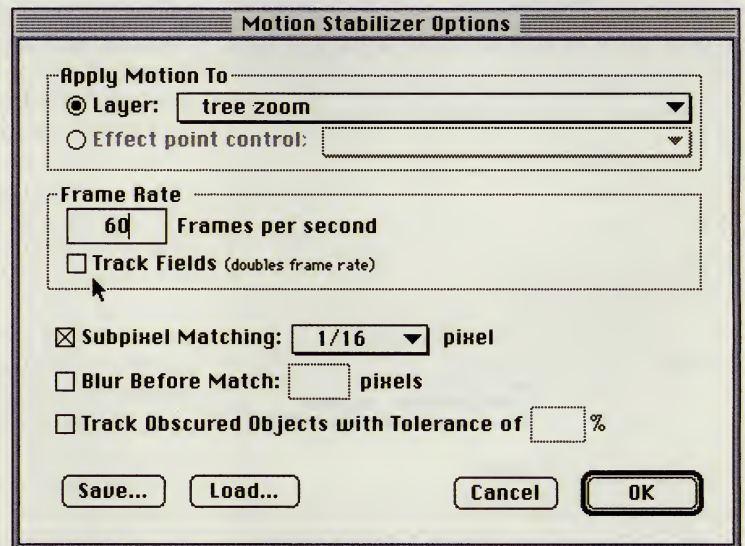 Motion Stabilizer Options
Apply Motion To
Layer: tree zoom
Effect point control:
Frame Rate
60 Frames per second
Track Fields (doubles frame rate)
Subpixel Matching: 1/16 pixel
Blur Before Match: pixels
Track Obscured Objects with Tolerance of %
Save... Load... Cancel OK